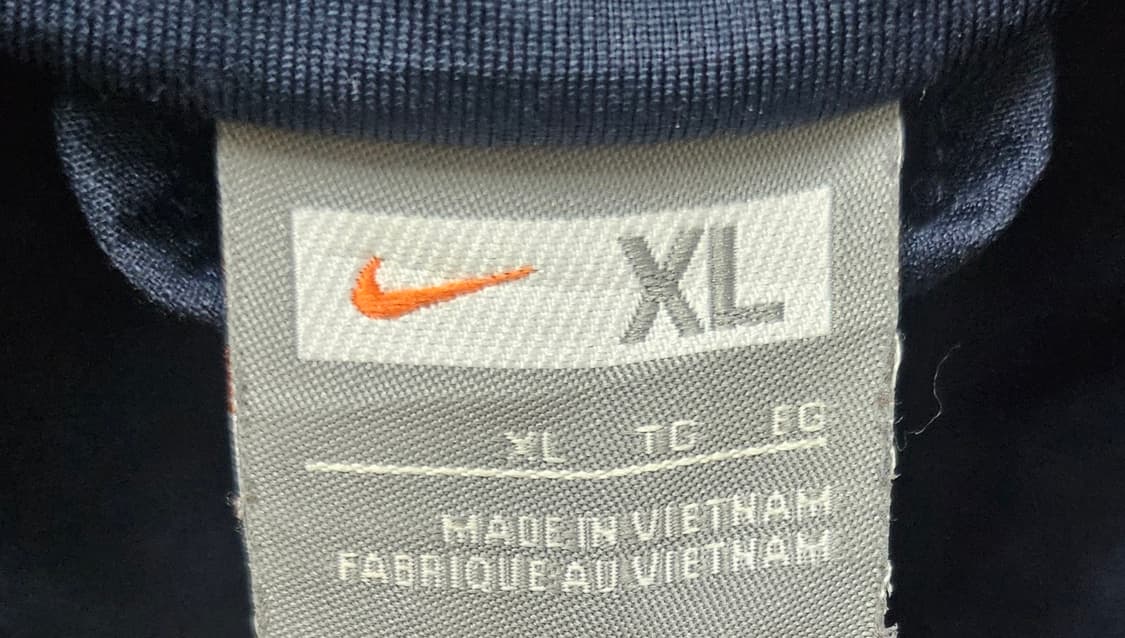 XL
XL TG EG
MADE IN VIETNAM
FABRIQUE AU VIETNAM